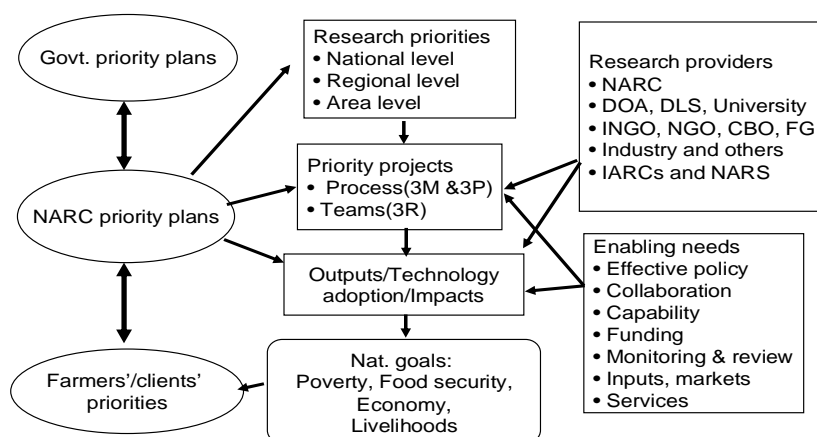 Govt. priority plans
NARC priority plans
Farmers'/clients'
priorities
Research priorities
• National level
• Regional level
• Area level
Priority projects
• Process(3M &3P)
• Teams(3R)
Outputs/Technology
adoption/Impacts
Nat. goals:
Poverty, Food security,
Economy,
Livelihoods
Research providers
• NARC
• DOA, DLS, University
• INGO, NGO, CBO, FG
• Industry and others
• IARCs and NARS
Enabling needs
• Effective policy
• Collaboration
• Capability
• Funding
• Monitoring & review
• Inputs, markets
• Services